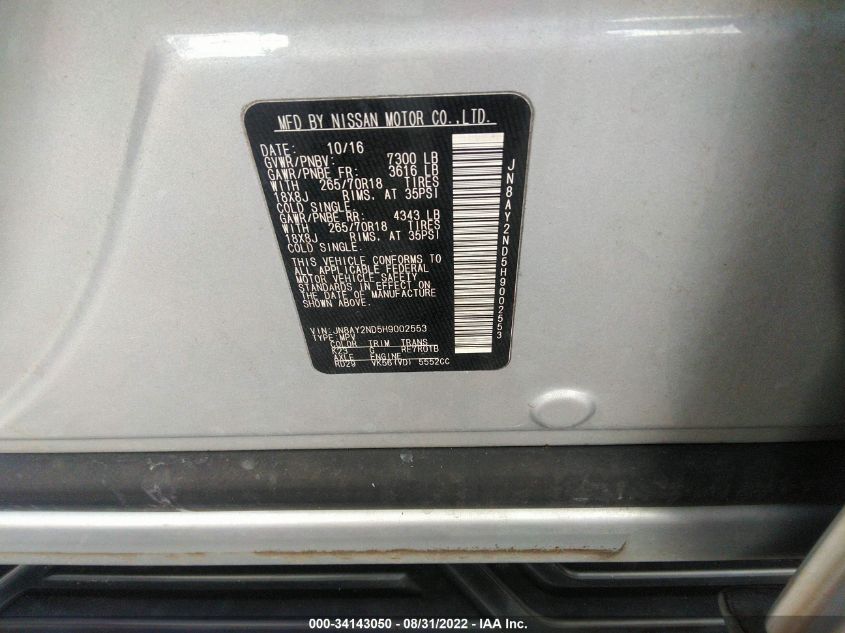 MFD BY NISSAN MOTOR CO.,LTD.
DATE: 10/16
GVWR/PNBV: 7300 LB
GAWR/PNBE FR: 3616 LB
WITH 265/70R18 TIRES
18X8J RIMS, AT 35PSI
COLD SINGLE.
GAWR/PNBE RR: 4343 LB
WITH 265/70R18 TIRES
18X8J RIMS, AT 35PSI
COLD SINGLE.
THIS VEHICLE CONFORMS TO
ALL APPLICABLE FEDERAL
MOTOR VEHICLE SAFETY
STANDARDS IN EFFECT ON
THE DATE OF MANUFACTURE
SHOWN ABOVE.
VIN: JN8AY2ND5H9002553
TYPE: MPV
COLOR TRIM TRANS
K23 G RE7R01B
AXLE ENGINE
RD29 VK56(VD) 5552CC
JN8AY2ND5H9002553
000-34143050 - 08/31/2022 - IAA Inc.